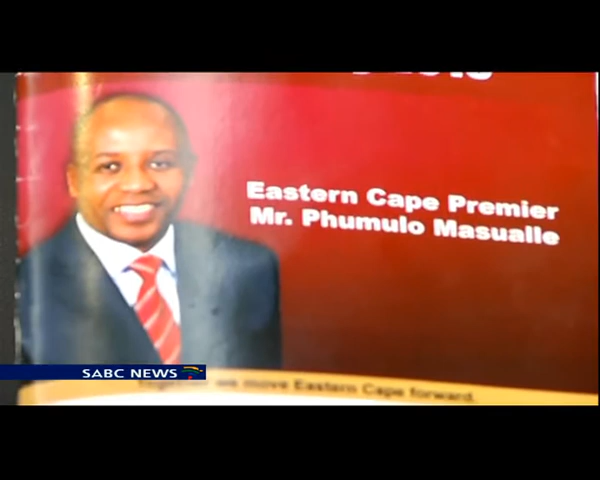 Eastern Cape Premier
Mr. Phumulo Masualle
SABC NEWS
we move Eastern Cape forward.